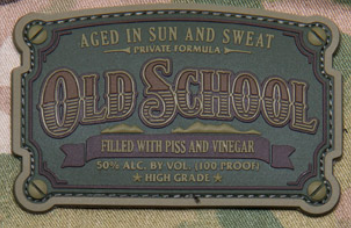 AGED IN SUN AND SWEAT
PRIVATE FORMULA
OLD SCHOOL
FILLED WITH PISS AND VINEGAR
50% ALC. BY VOL. (100 PROOF)
★ HIGH GRADE ★